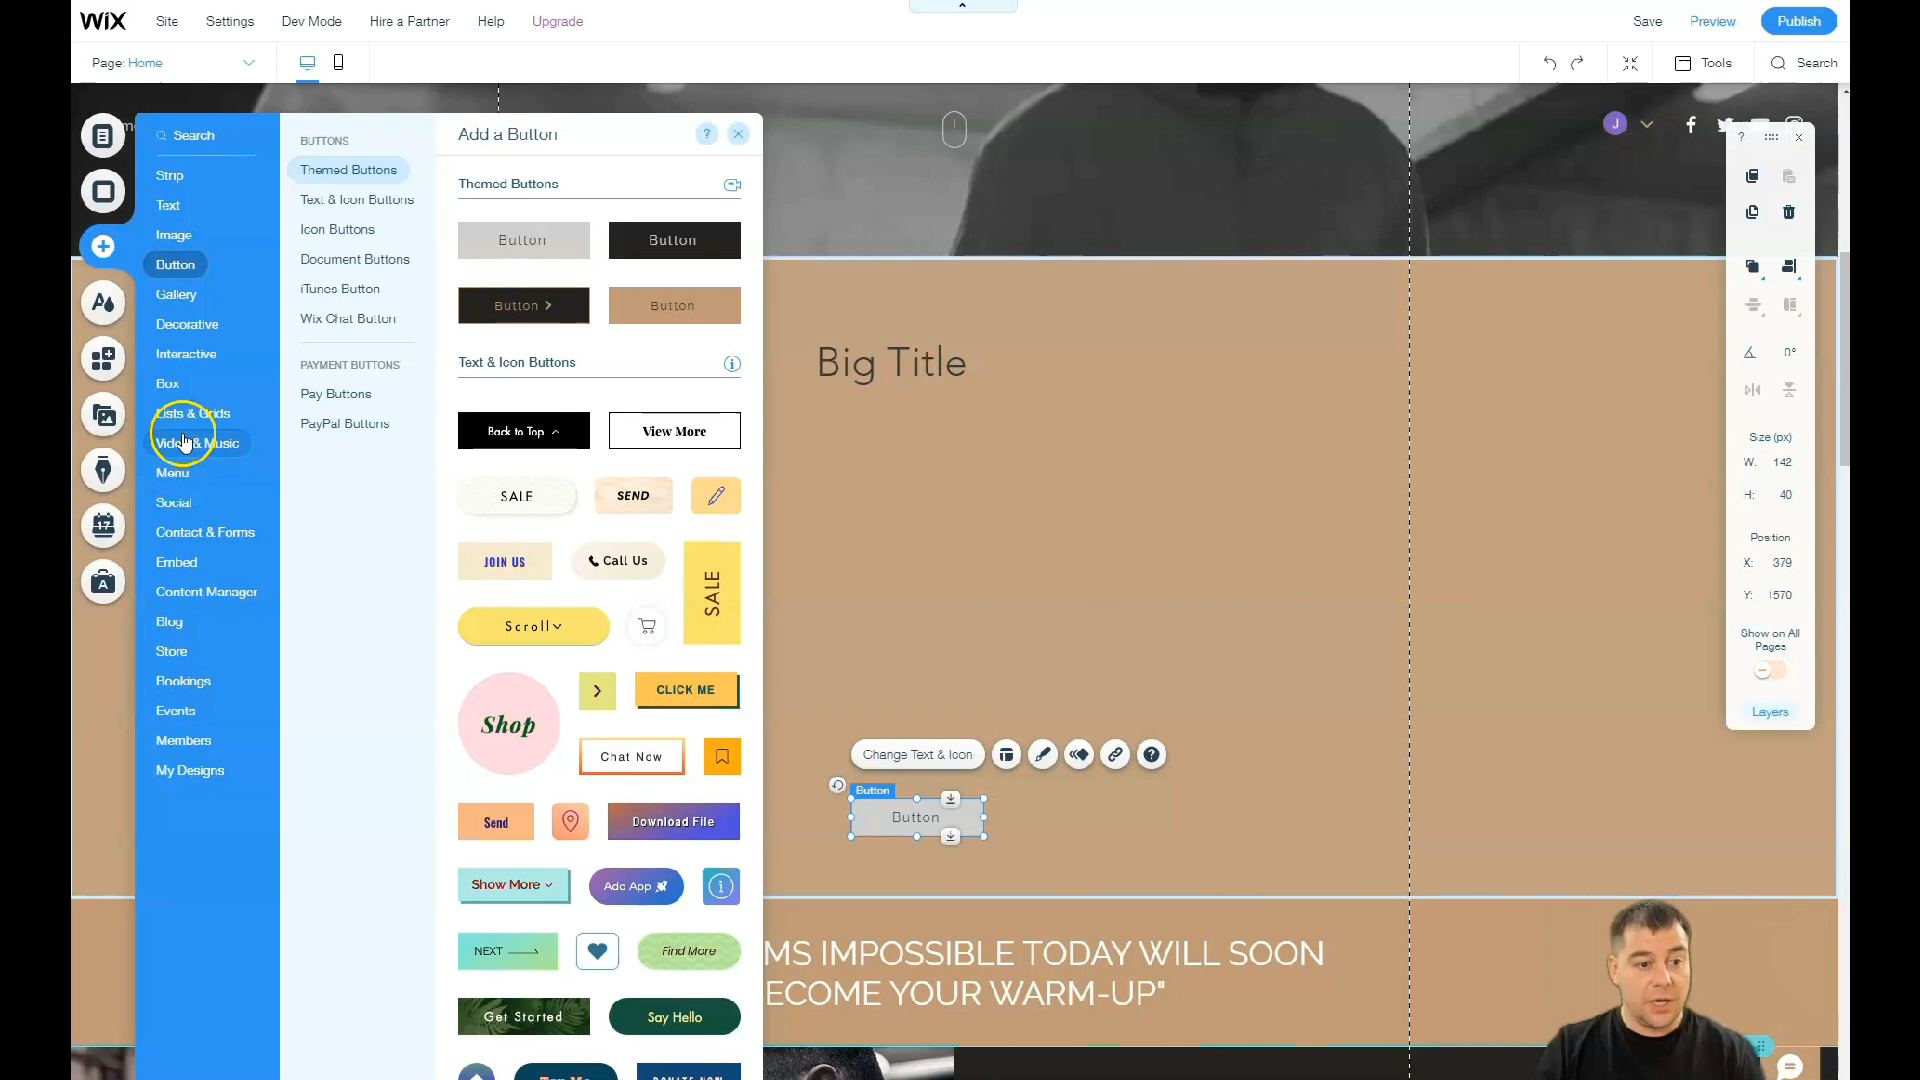 WIX Site Settings Dev Mode Hire a Partner Help Upgrade Save Preview Publish
Page: Home Tools Search
Search
Strip
Text
Image
Button
Gallery
Decorative
Interactive
Box
Lists & Grids
Video & Music
Menu
Social
Contact & Forms
Embed
Content Manager
Blog
Store
Bookings
Events
Members
My Designs
BUTTONS
Themed Buttons
Text & Icon Buttons
Icon Buttons
Document Buttons
iTunes Button
Wix Chat Button
PAYMENT BUTTONS
Pay Buttons
PayPal Buttons
Add a Button ?
Themed Buttons
Button Button
Button > Button
Text & Icon Buttons
Back to Top View More
SALE SEND
JOIN US Call Us SALE
Scroll
Shop CLICK ME
Chat Now
Send Download File
Show More Add App
NEXT Find More
Get Started Say Hello
DONATE NOW
Big Title
Change Text & Icon ?
Button
Button
MS IMPOSSIBLE TODAY WILL SOON
ECOME YOUR WARM-UP"
J
?
0°
Size (px)
W: 142
H: 40
Position
X: 379
Y: 1570
Show on All
Pages
Layers
17
A